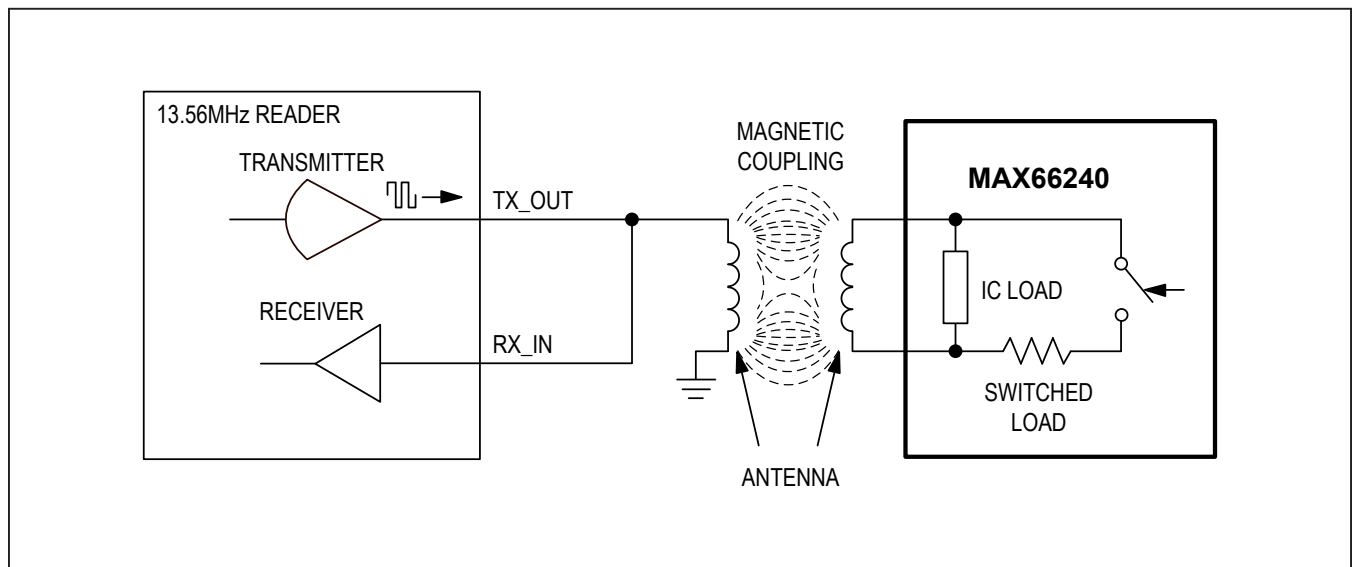 13.56MHz READER
TRANSMITTER
TX_OUT
RECEIVER
RX_IN
MAGNETIC
COUPLING
ANTENNA
MAX66240
IC LOAD
SWITCHED
LOAD